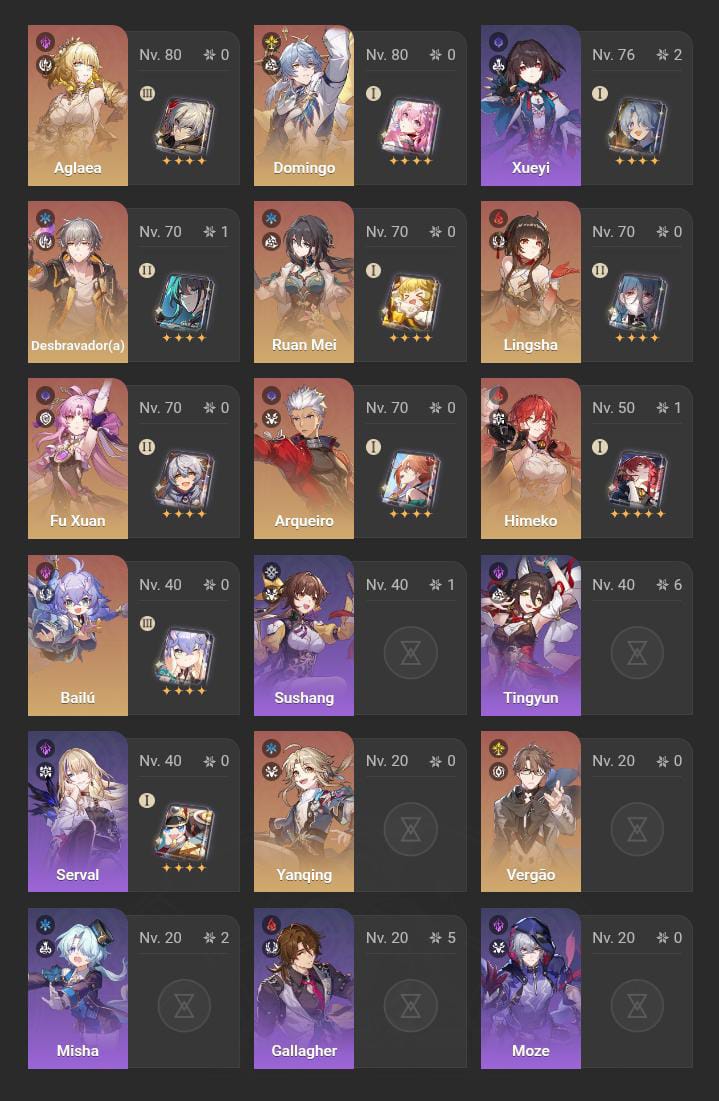 Nv. 80 0
III
Aglaea
Nv. 80 0
I
Domingo
Nv. 76 2
I
Xueyi
Nv. 70 1
II
Desbravador(a)
Nv. 70 0
I
Ruan Mei
Nv. 70 0
II
Lingsha
Nv. 70 0
II
Fu Xuan
Nv. 70 0
I
Arqueiro
Nv. 50 1
I
Himeko
Nv. 40 0
III
Bailú
Nv. 40 1
Sushang
Nv. 40 6
Tingyun
Nv. 40 0
I
Serval
Nv. 20 0
Yanqing
Nv. 20 0
Vergão
Nv. 20 2
Misha
Nv. 20 5
Gallagher
Nv. 20 0
Moze